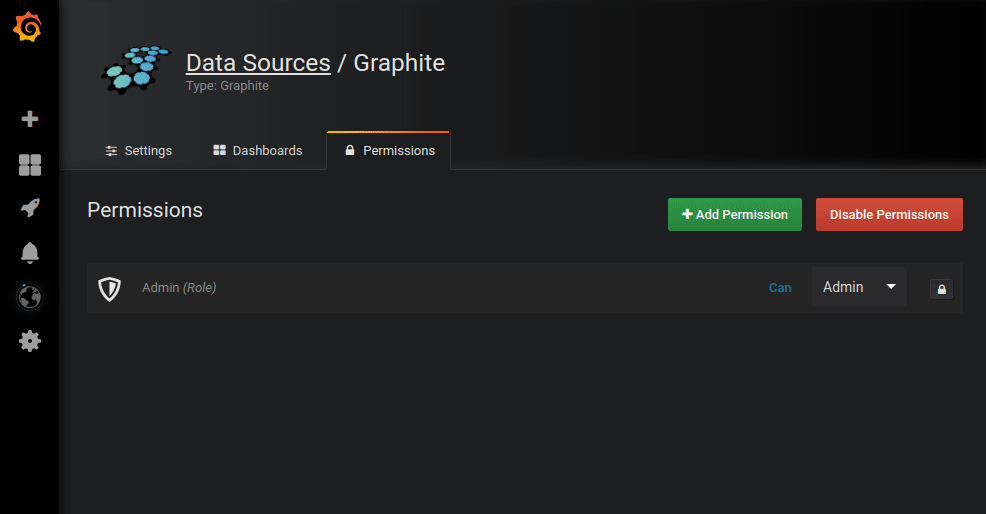 Data Sources / Graphite
Type: Graphite
Settings Dashboards Permissions
Permissions
Add Permission Disable Permissions
Admin (Role) Can Admin